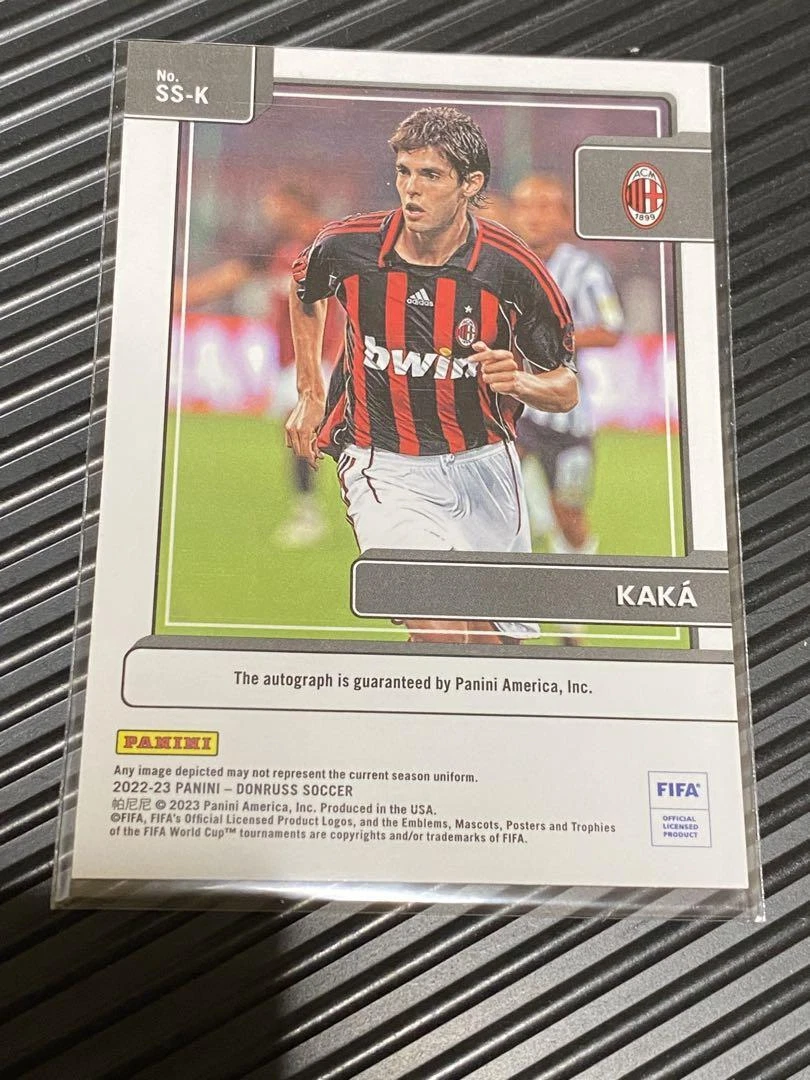 No.
SS-K
ACM
1899
adidas
bwin
KAKÁ
The autograph is guaranteed by Panini America, Inc.
PANINI
Any image depicted may not represent the current season uniform.
2022-23 PANINI – DONRUSS SOCCER
帕尼尼 © 2023 Panini America, Inc. Produced in the USA.
©FIFA, FIFA's Official Licensed Product Logos, and the Emblems, Mascots, Posters and Trophies
of the FIFA World Cup™ tournaments are copyrights and/or trademarks of FIFA.
FIFA®
OFFICIAL
LICENSED
PRODUCT